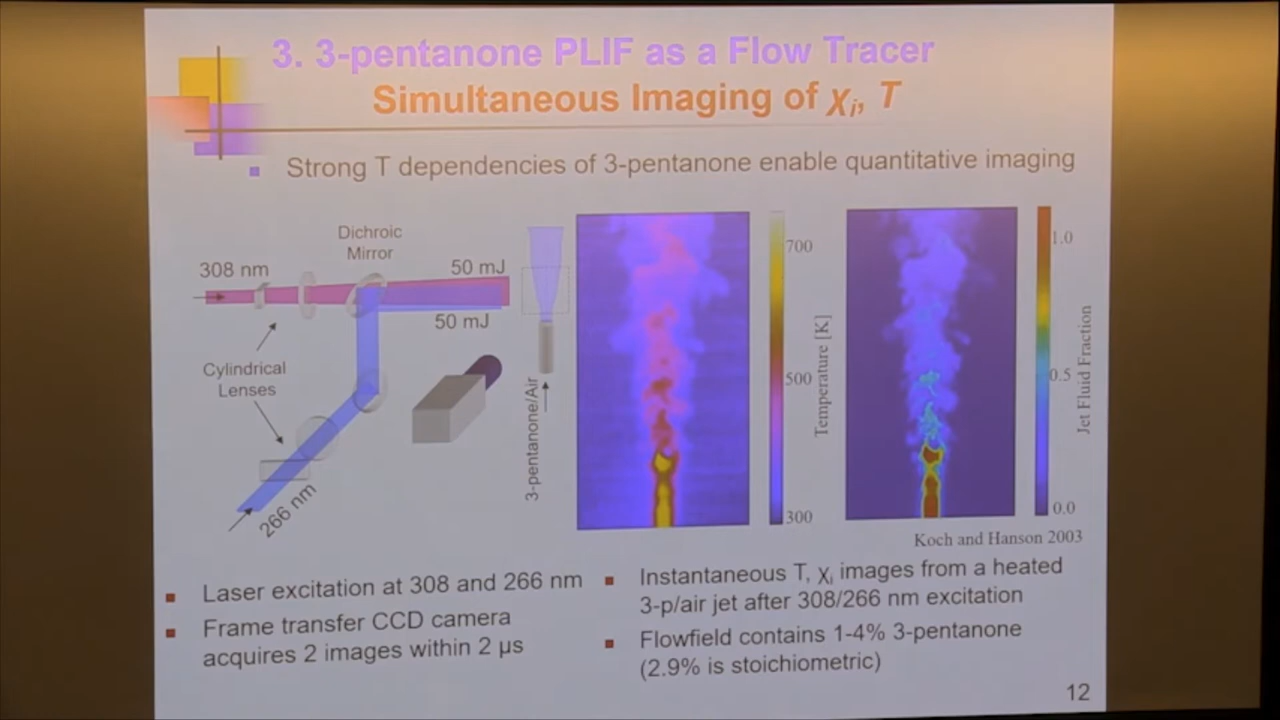 3. 3-pentanone PLIF as a Flow Tracer
Simultaneous Imaging of χi, T
Strong T dependencies of 3-pentanone enable quantitative imaging
Dichroic
Mirror
308 nm
50 mJ
50 mJ
Cylindrical
Lenses
266 nm
3-pentanone/Air
700
500
300
Temperature [K]
1.0
0.5
0.0
Jet Fluid Fraction
Koch and Hanson 2003
Laser excitation at 308 and 266 nm
Frame transfer CCD camera
acquires 2 images within 2 μs
Instantaneous T, χi images from a heated
3-p/air jet after 308/266 nm excitation
Flowfield contains 1-4% 3-pentanone
(2.9% is stoichiometric)
12